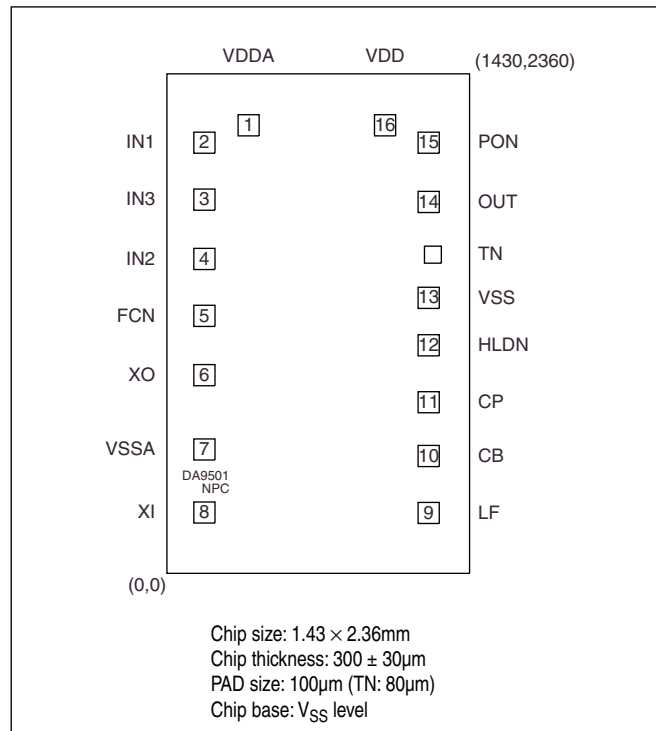 VDDA VDD (1430,2360)
1 16
IN1 2 15 PON
IN3 3 14 OUT
IN2 4 TN
FCN 5 13 VSS
XO 6 12 HLDN
11 CP
VSSA 7 10 CB
DA9501
NPC
XI 8 9 LF
(0,0)
Chip size: 1.43 × 2.36mm
Chip thickness: 300 ± 30µm
PAD size: 100µm (TN: 80µm)
Chip base: VSS level